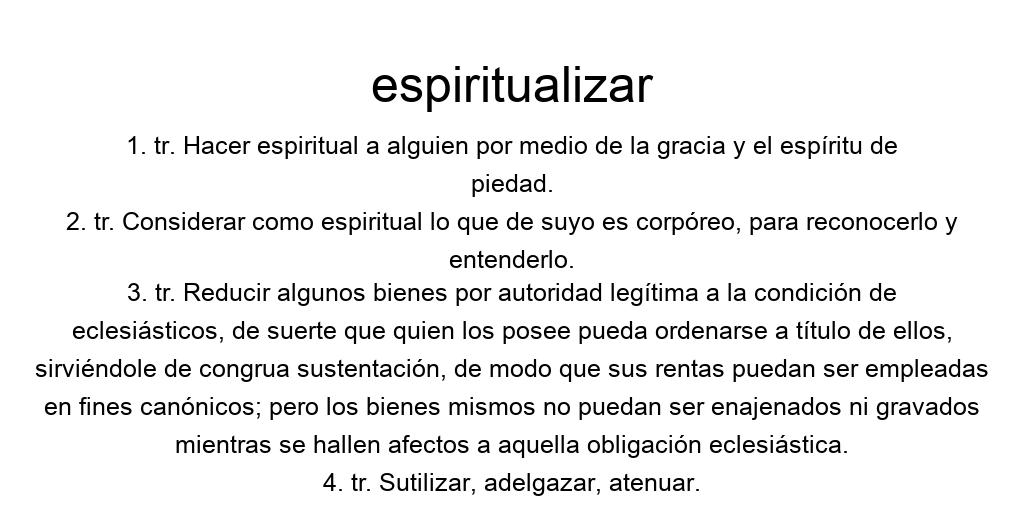 espiritualizar
1. tr. Hacer espiritual a alguien por medio de la gracia y el espíritu de
piedad.
2. tr. Considerar como espiritual lo que de suyo es corpóreo, para reconocerlo y
entenderlo.
3. tr. Reducir algunos bienes por autoridad legítima a la condición de
eclesiásticos, de suerte que quien los posee pueda ordenarse a título de ellos,
sirviéndole de congrua sustentación, de modo que sus rentas puedan ser empleadas
en fines canónicos; pero los bienes mismos no puedan ser enajenados ni gravados
mientras se hallen afectos a aquella obligación eclesiástica.
4. tr. Sutilizar, adelgazar, atenuar.